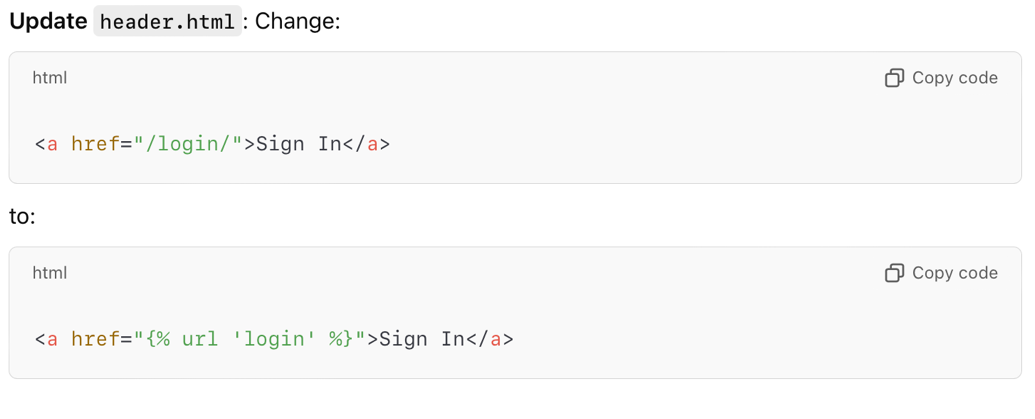 Update header.html: Change:
html
Copy code
<a href="/login/">Sign In</a>
to:
html
Copy code
<a href="{% url 'login' %}">Sign In</a>